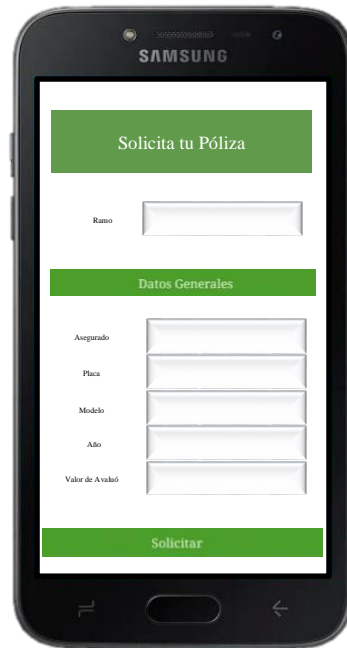 SAMSUNG
Solicita tu Póliza
Ramo
Datos Generales
Asegurado
Placa
Modelo
Año
Valor de Avaluó
Solicitar